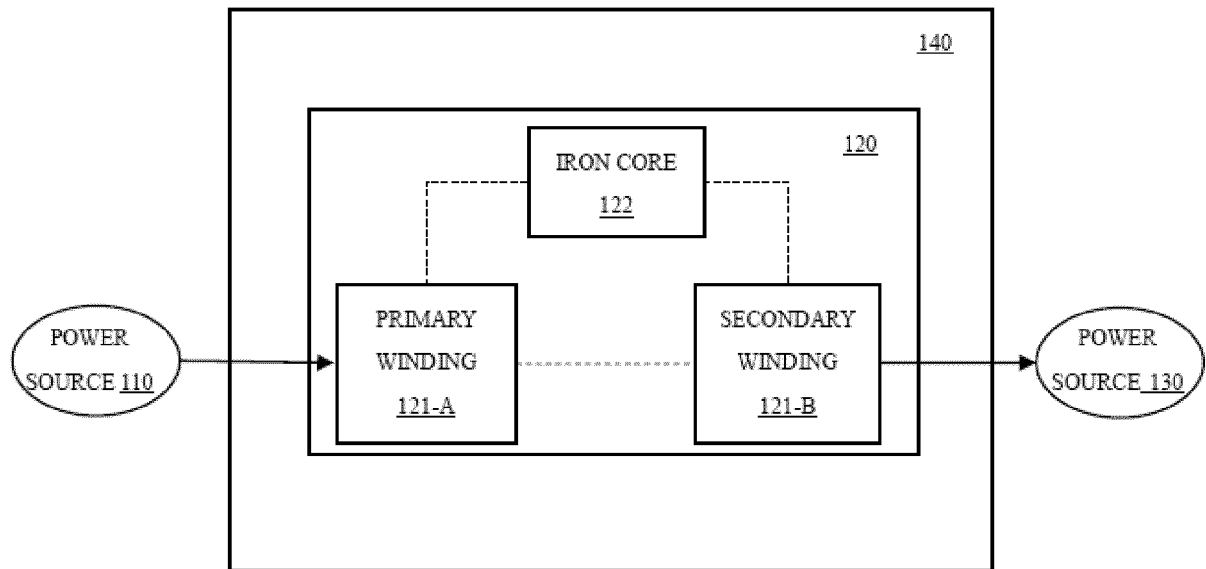 140
120
IRON CORE
122
PRIMARY
WINDING
121-A
SECONDARY
WINDING
121-B
POWER
SOURCE 110
POWER
SOURCE 130